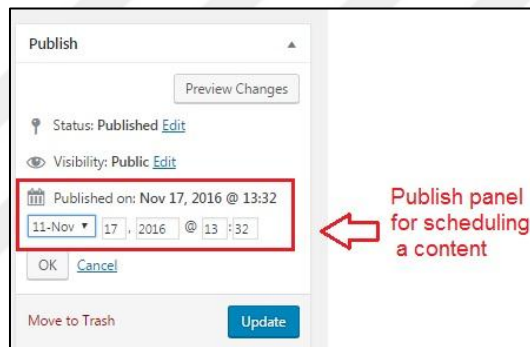 Publish
Preview Changes
Status: Published Edit
Visibility: Public Edit
Published on: Nov 17, 2016 @ 13:32
11-Nov 17 , 2016 @ 13 : 32
OK Cancel
Move to Trash Update
Publish panel
for scheduling
a content